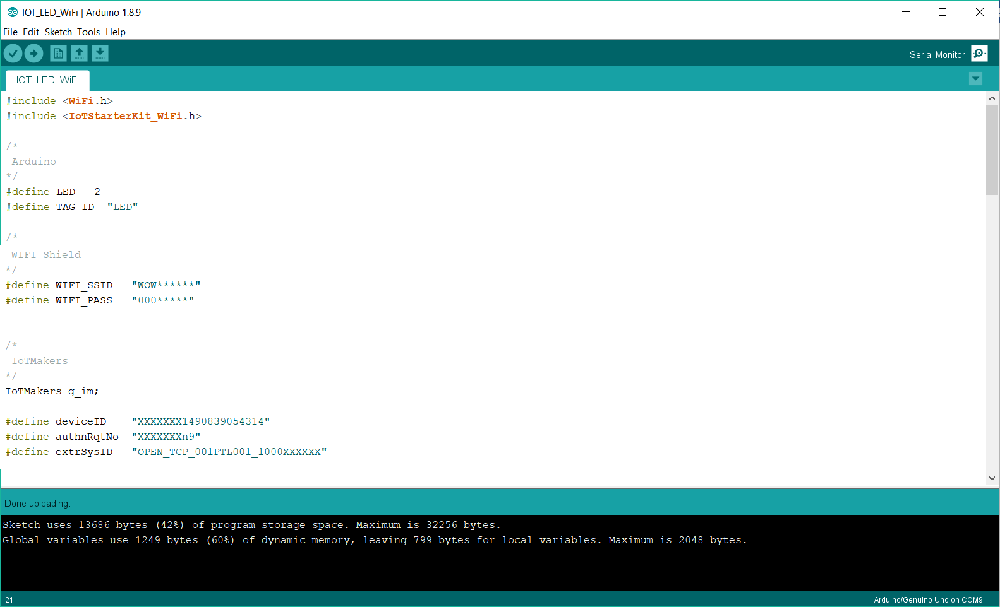 IOT_LED_WiFi | Arduino 1.8.9
File Edit Sketch Tools Help
Serial Monitor
IOT_LED_WiFi
#include <WiFi.h>
#include <IoTStarterKit_WiFi.h>
/*
Arduino
*/
#define LED   2
#define TAG_ID  "LED"
/*
WIFI Shield
*/
#define WIFI_SSID   "WOW******"
#define WIFI_PASS   "000*****"
/*
IoTMakers
*/
IoTMakers g_im;
#define deviceID    "XXXXXXX1490839054314"
#define authnRqtNo  "XXXXXXXn9"
#define extrSysID   "OPEN_TCP_001PTL001_1000XXXXXX"
Done uploading.
Sketch uses 13686 bytes (42%) of program storage space. Maximum is 32256 bytes.
Global variables use 1249 bytes (60%) of dynamic memory, leaving 799 bytes for local variables. Maximum is 2048 bytes.
21
Arduino/Genuino Uno on COM9